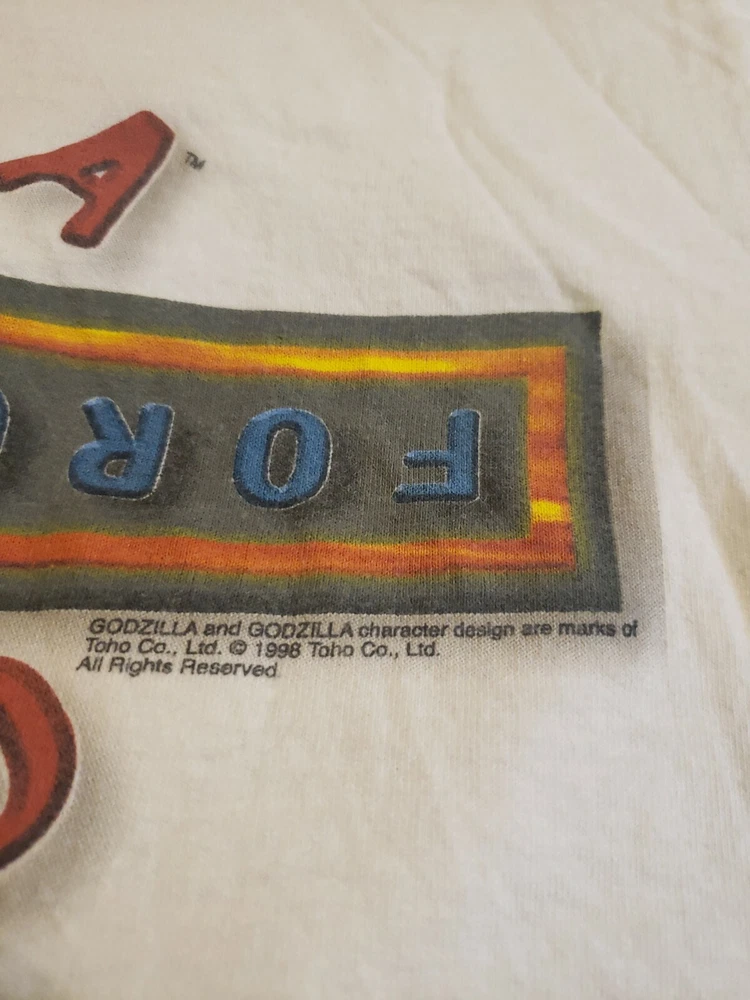 A™
FOR
GODZILLA and GODZILLA character design are marks of
Toho Co., Ltd. © 1998 Toho Co., Ltd.
All Rights Reserved